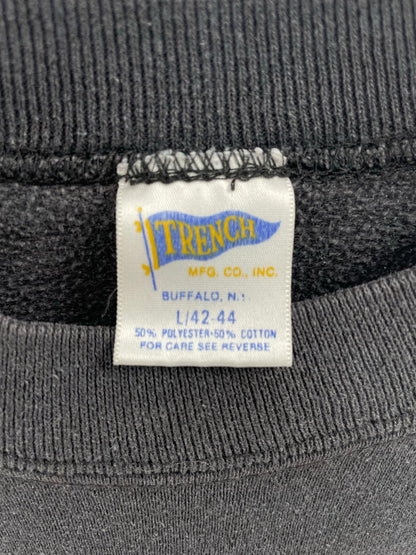 TRENCH
MFG. CO., INC.
BUFFALO, N.Y.
L/42-44
50% POLYESTER-50% COTTON
FOR CARE SEE REVERSE